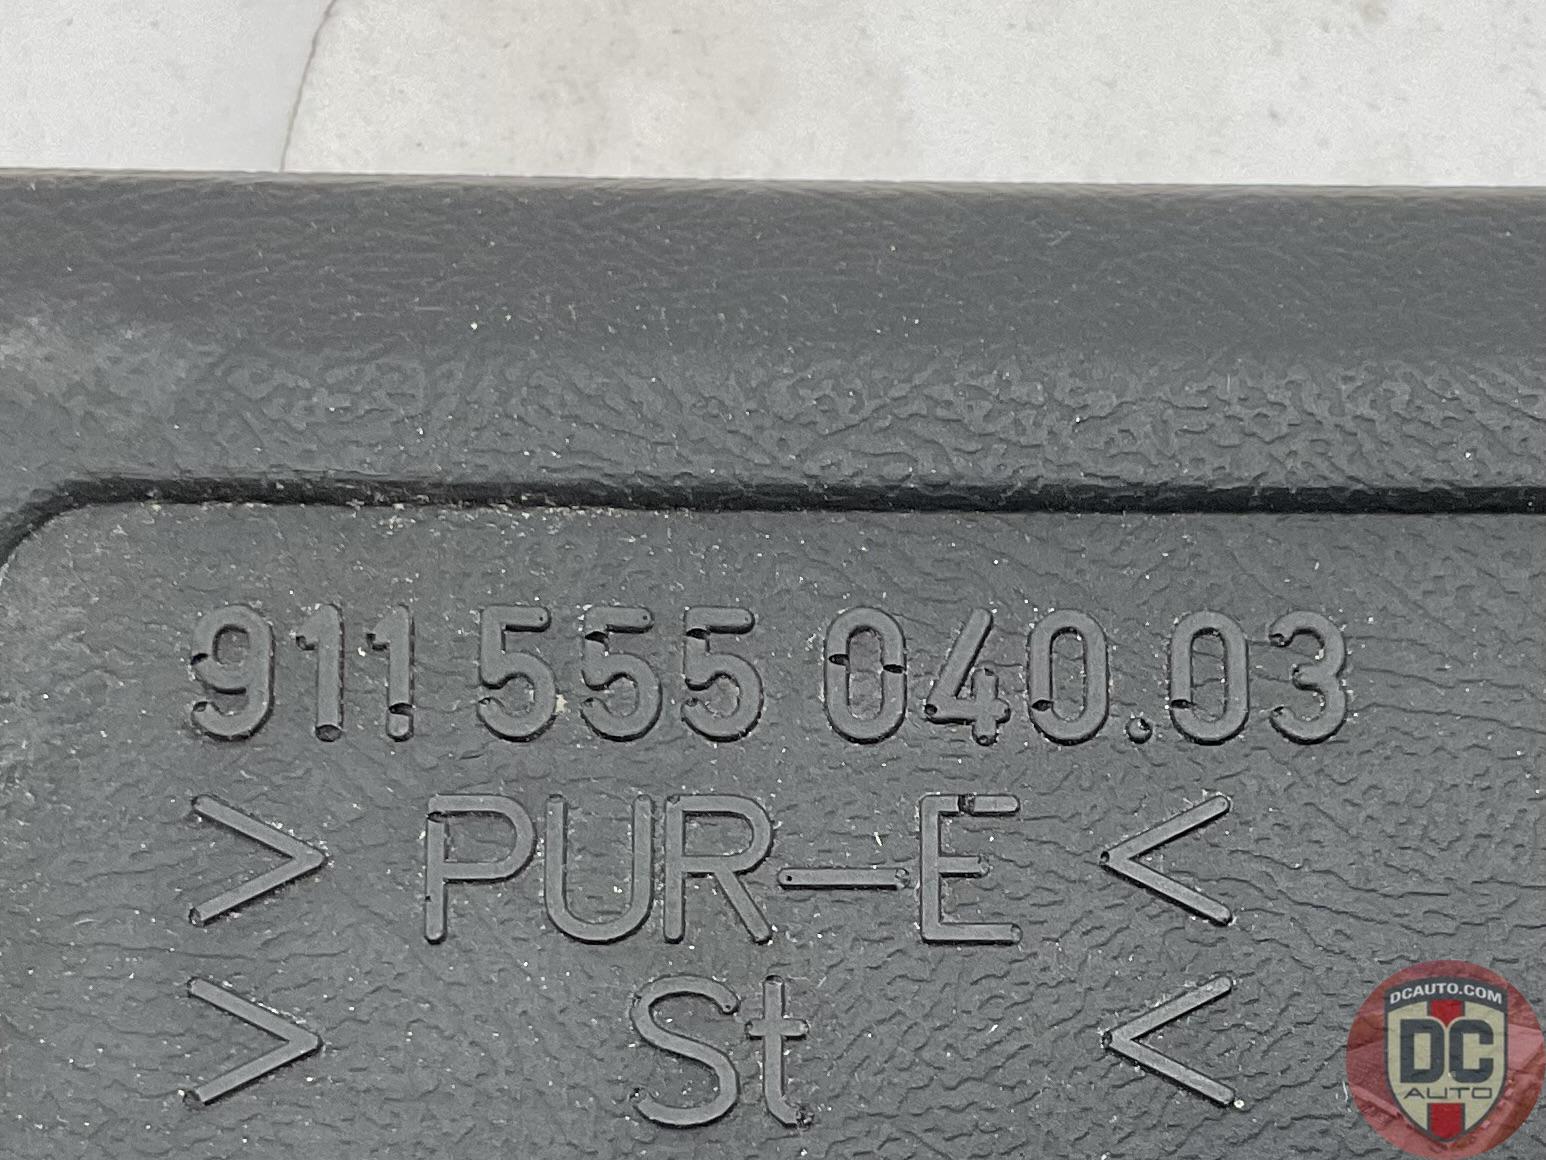 911 555 040.03
> PUR-E <
> St <
DCAUTO.COM
DC
AUTO